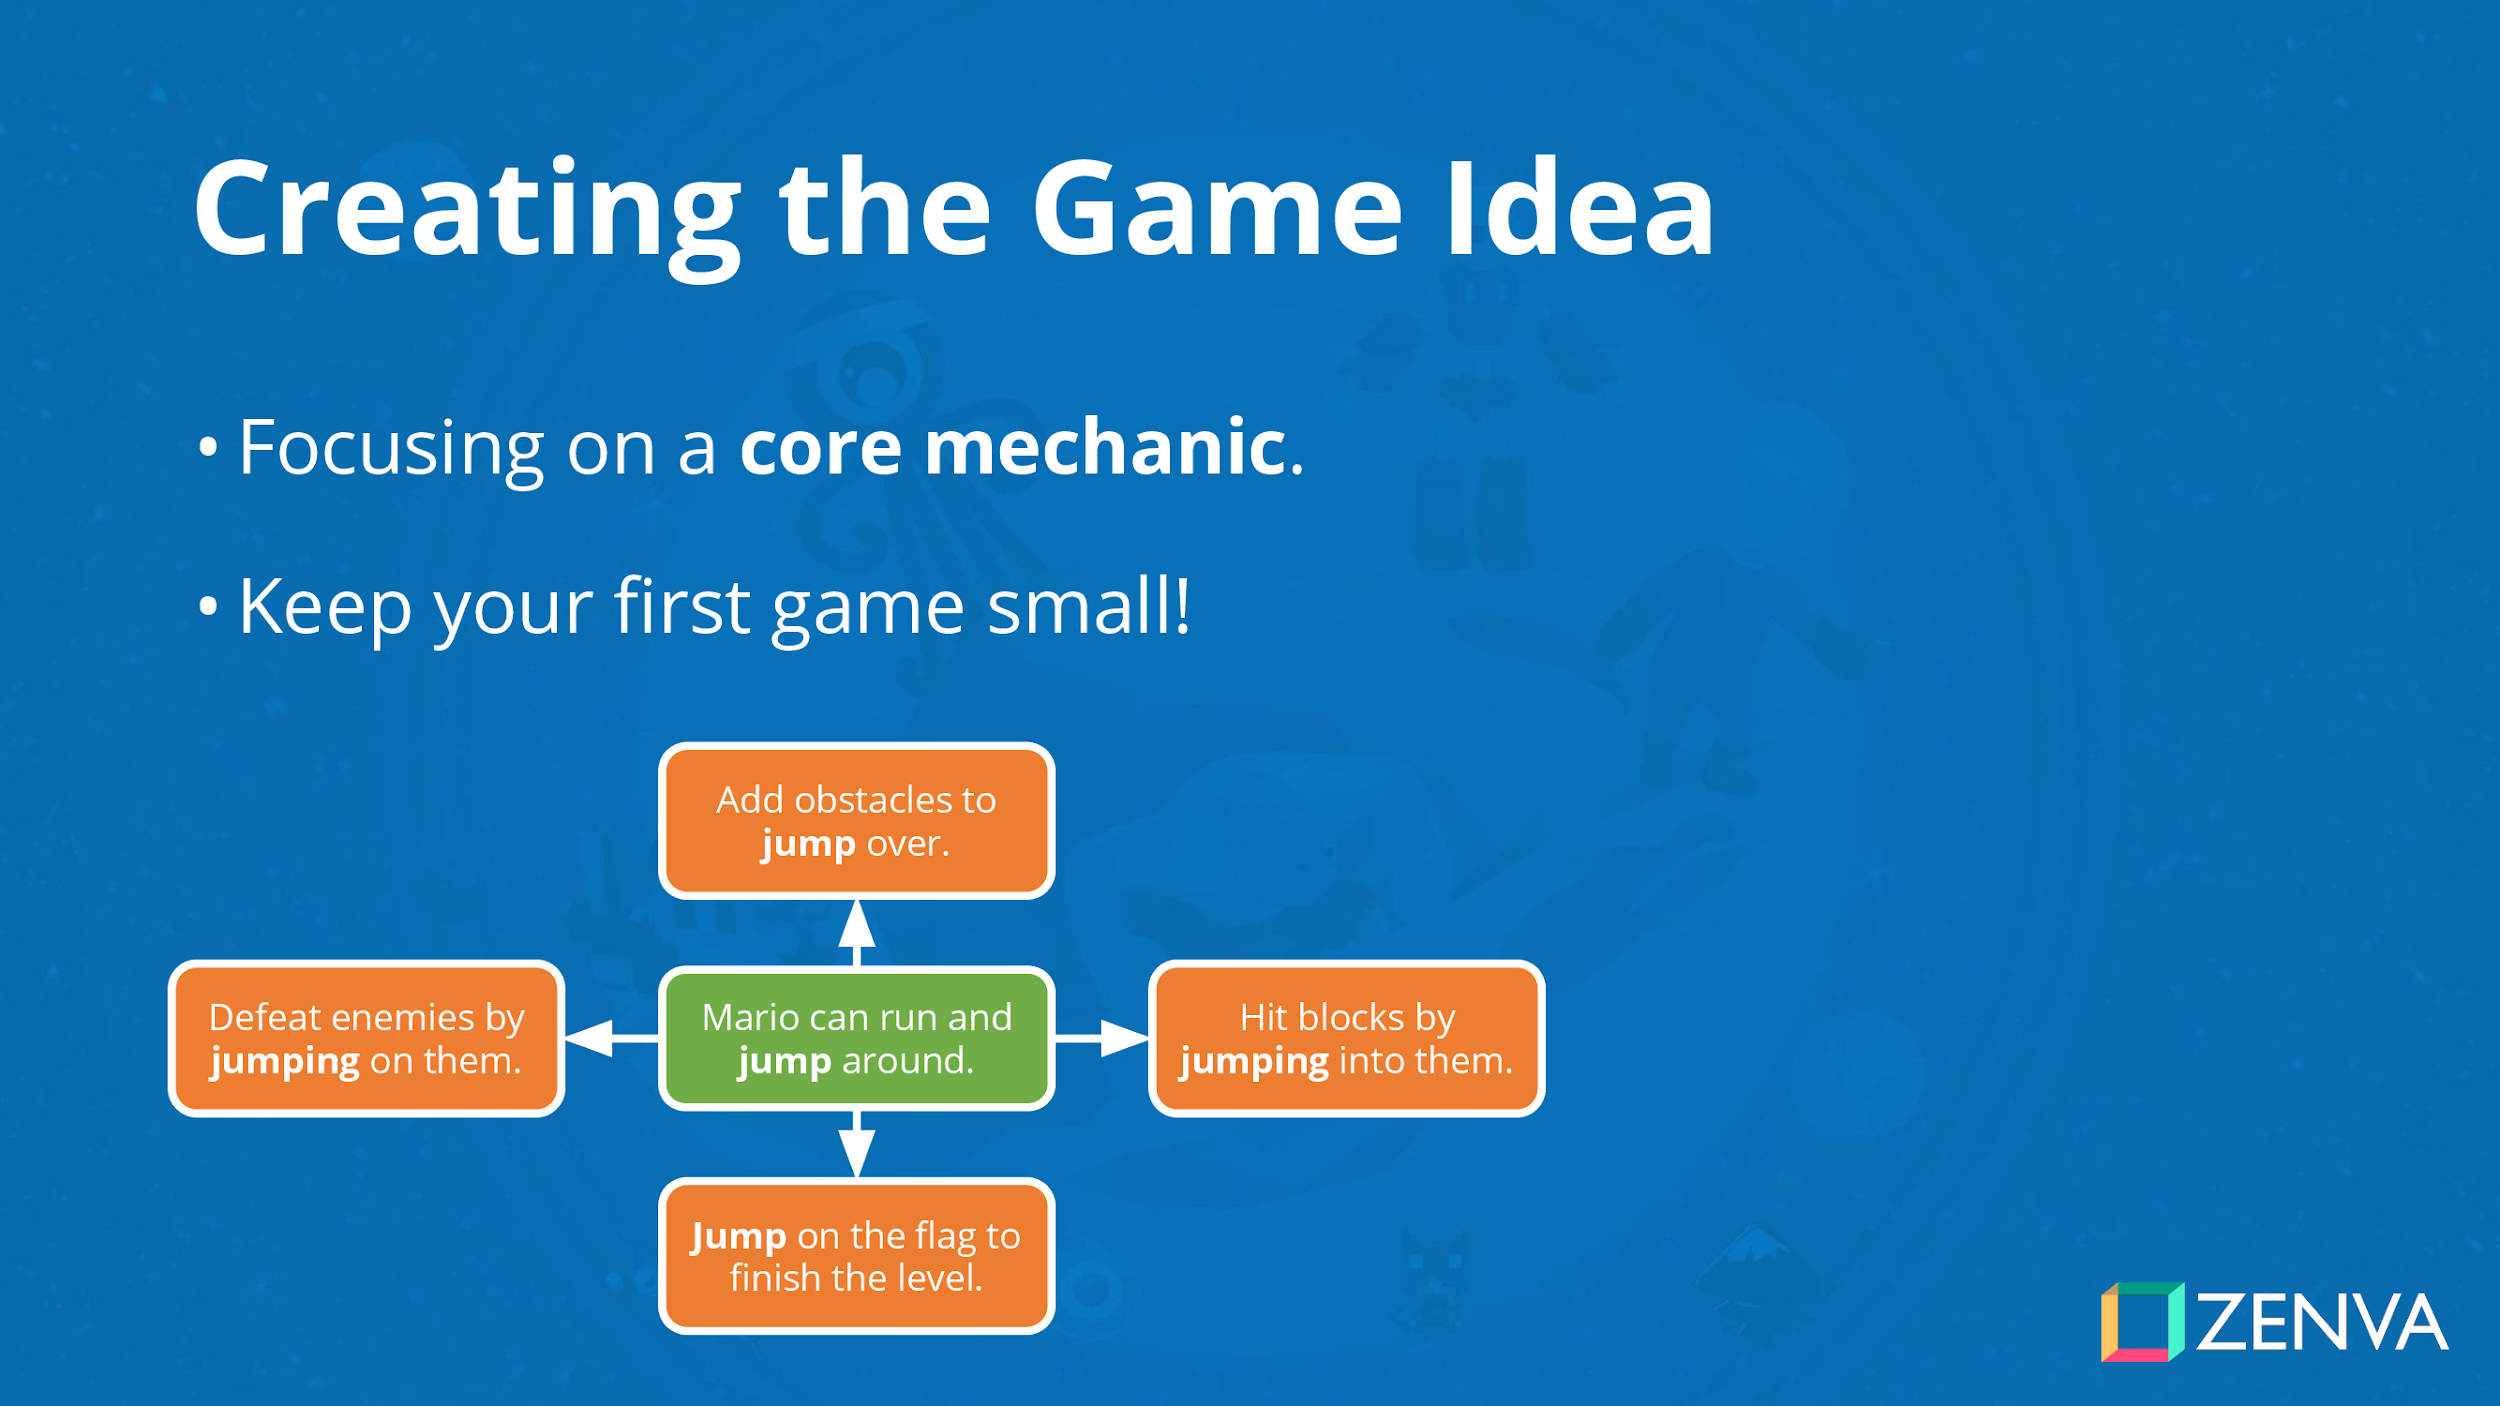 Creating the Game Idea
• Focusing on a core mechanic.
• Keep your first game small!
Add obstacles to
jump over.
Defeat enemies by
jumping on them.
Mario can run and
jump around.
Hit blocks by
jumping into them.
Jump on the flag to
finish the level.
ZENVA